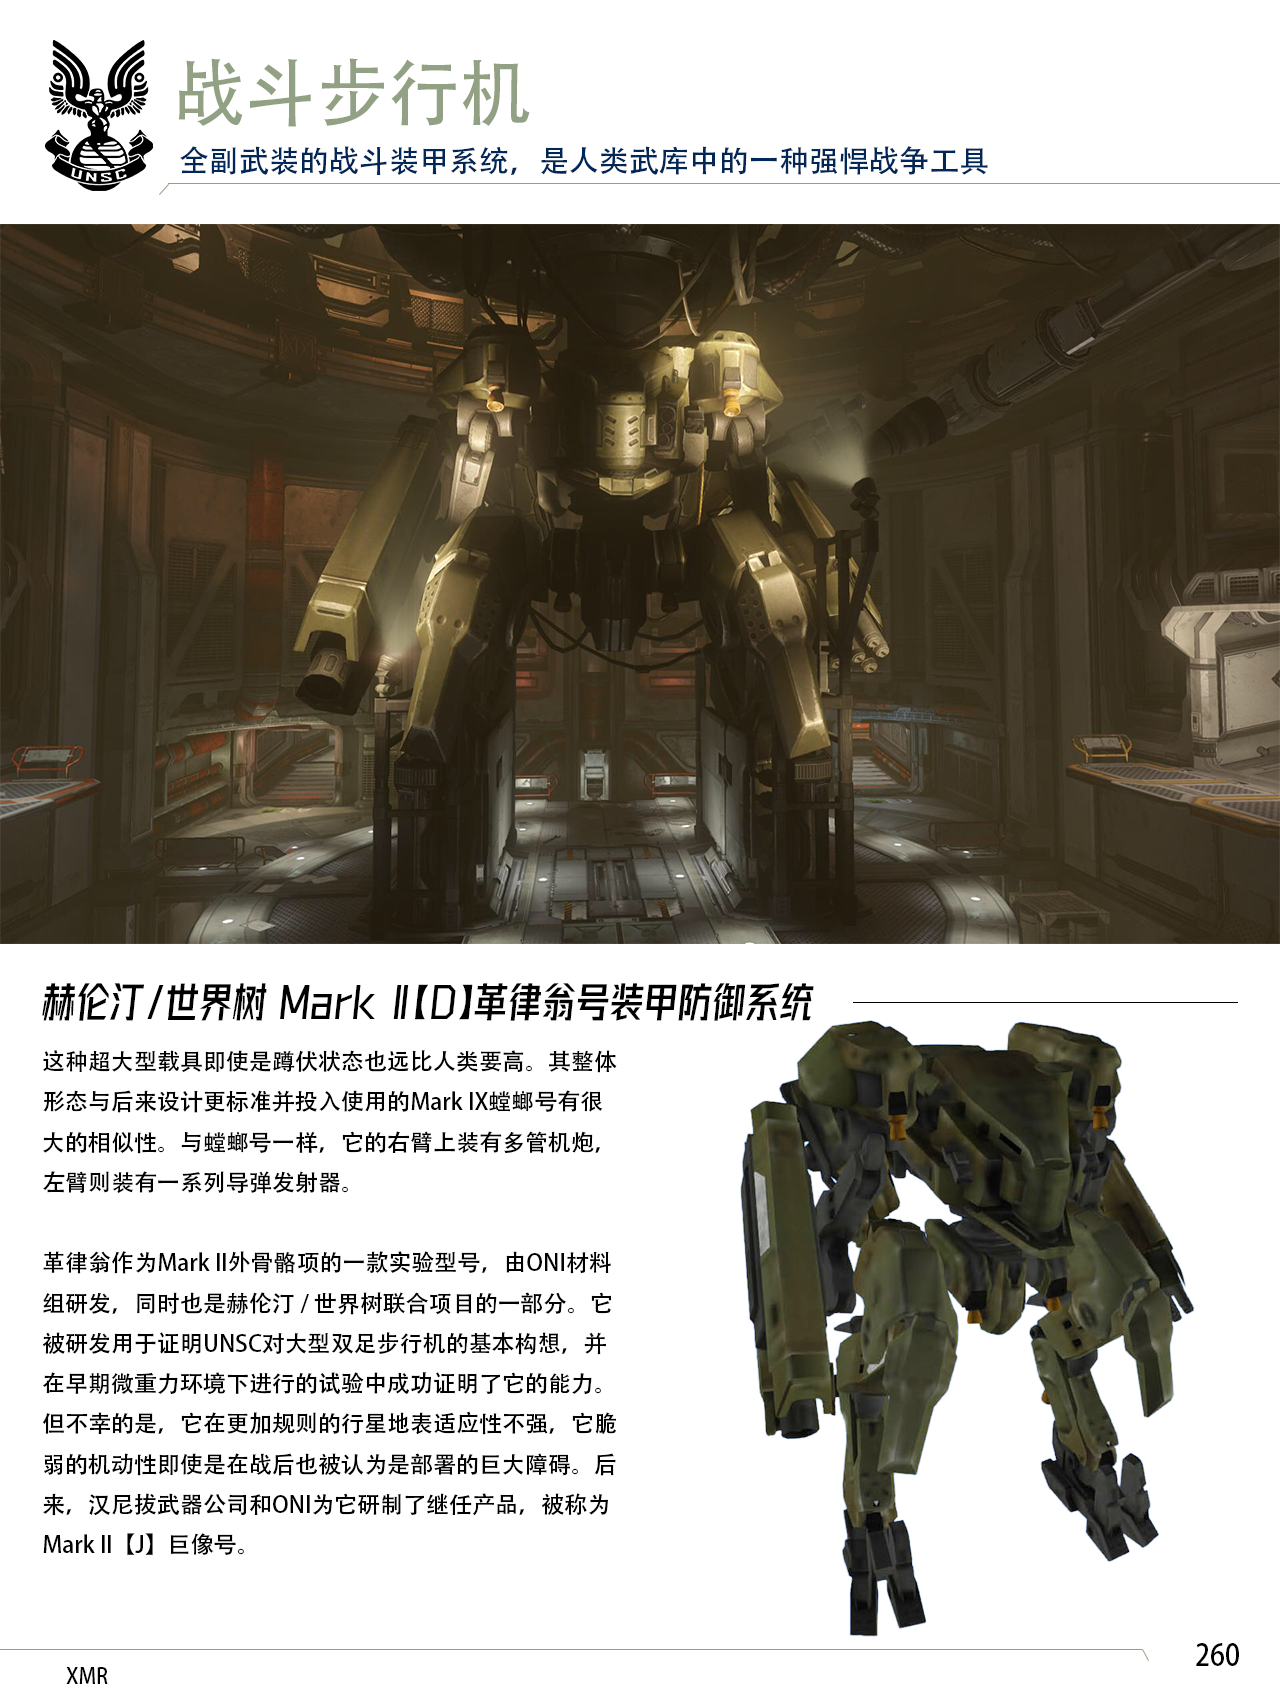 战斗步行机
UNSC
全副武装的战斗装甲系统，是人类武库中的一种强悍战争工具
赫伦汀/世界树 Mark II【D】革律翁号装甲防御系统
这种超大型载具即使是蹲伏状态也远比人类要高。其整体
形态与后来设计更标准并投入使用的Mark IX螳螂号有很
大的相似性。与螳螂号一样，它的右臂上装有多管机炮，
左臂则装有一系列导弹发射器。
革律翁作为Mark II外骨骼项的一款实验型号，由ONI材料
组研发，同时也是赫伦汀 / 世界树联合项目的一部分。它
被研发用于证明UNSC对大型双足步行机的基本构想，并
在早期微重力环境下进行的试验中成功证明了它的能力。
但不幸的是，它在更加规则的行星地表适应性不强，它脆
弱的机动性即使是在战后也被认为是部署的巨大障碍。后
来，汉尼拔武器公司和ONI为它研制了继任产品，被称为
Mark II【J】巨像号。
260
XMR